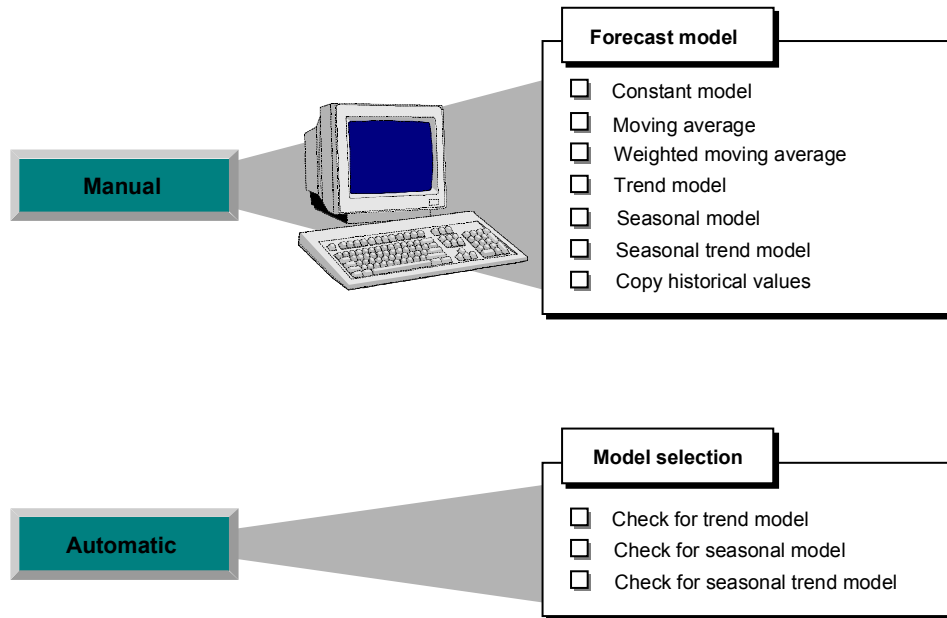 Forecast model
Constant model
Moving average
Weighted moving average
Manual
Trend model
Seasonal model
Seasonal trend model
Copy historical values
Model selection
Check for trend model
Automatic
Check for seasonal model
Check for seasonal trend model